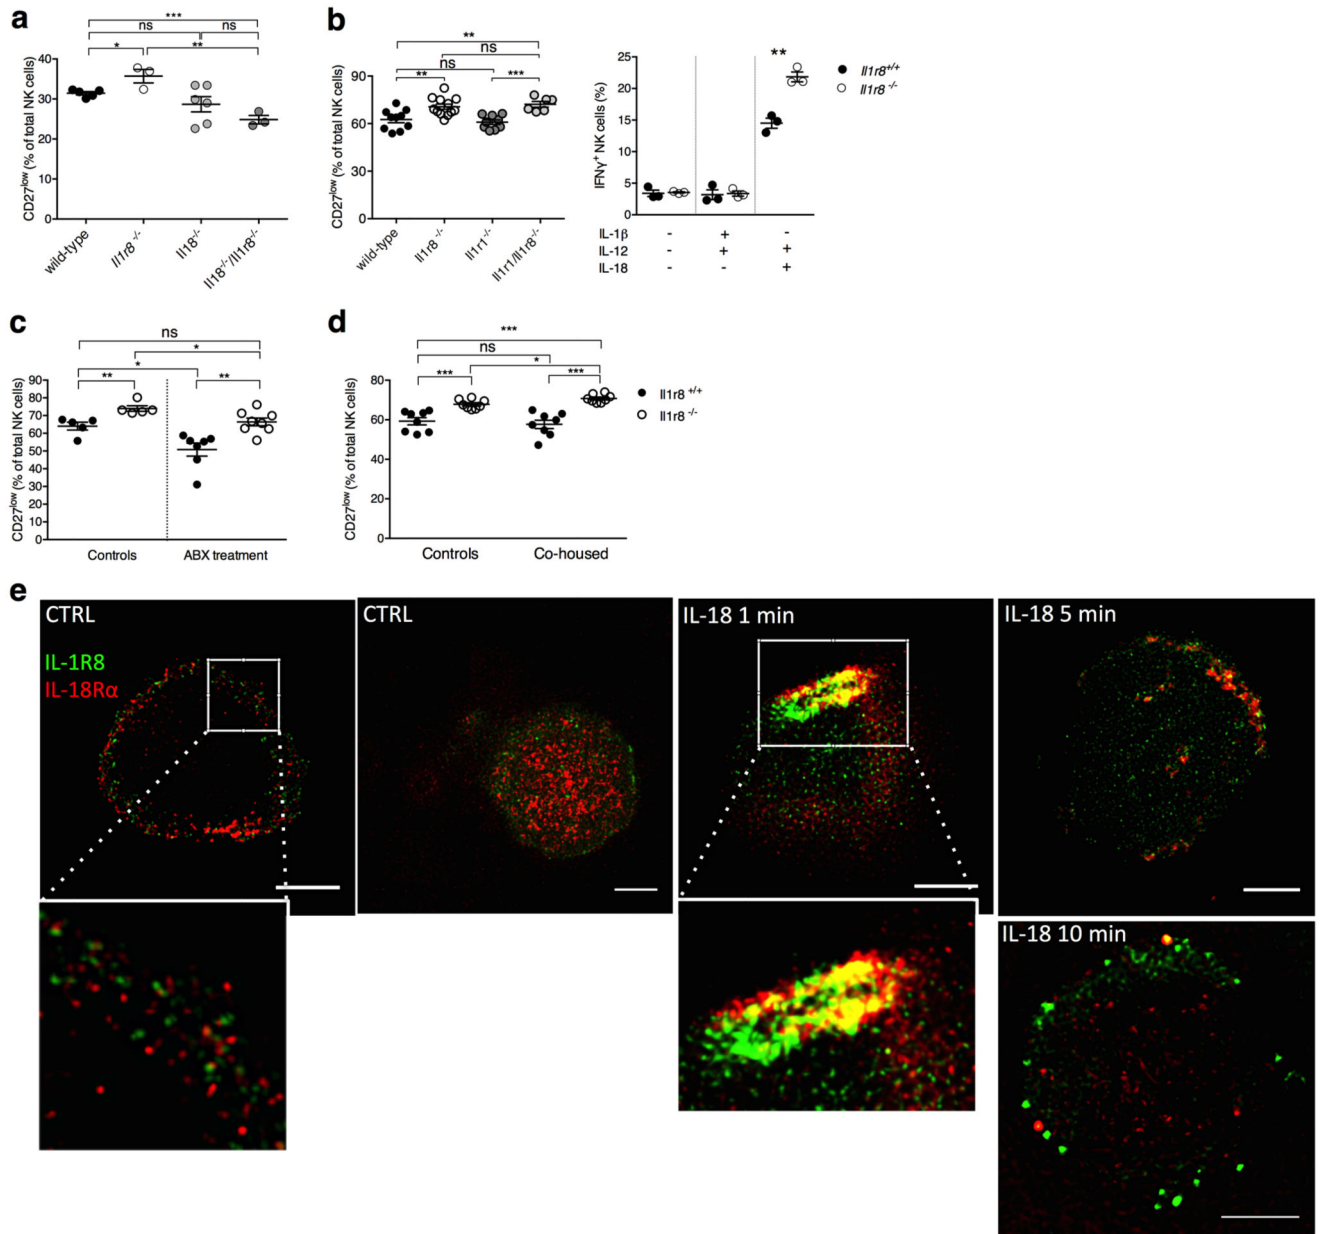 a
***
ns
ns
*
**
40
30
20
10
0
CD27low (% of total NK cells)
wild-type
Il1r8-/-
Il18-/-
Il18-/-/Il1r8-/-
b
**
ns
ns
**
***
90
60
30
0
CD27low (% of total NK cells)
wild-type
Il1r8-/-
Il1r1-/-
Il1r1/Il1r8-/-
25
20
15
10
5
0
IFNγ+ NK cells (%)
**
Il1r8+/+
Il1r8-/-
IL-1β - + -
IL-12 - + +
IL-18 - - +
c
ns
*
*
**
**
90
80
70
60
50
40
30
20
10
0
CD27low (% of total NK cells)
Controls
ABX treatment
d
***
ns
*
***
***
80
60
40
20
0
CD27low (% of total NK cells)
Controls
Co-housed
Il1r8 +/+
Il1r8 -/-
e
CTRL
IL-1R8
IL-18Rα
CTRL
IL-18 1 min
IL-18 5 min
IL-18 10 min